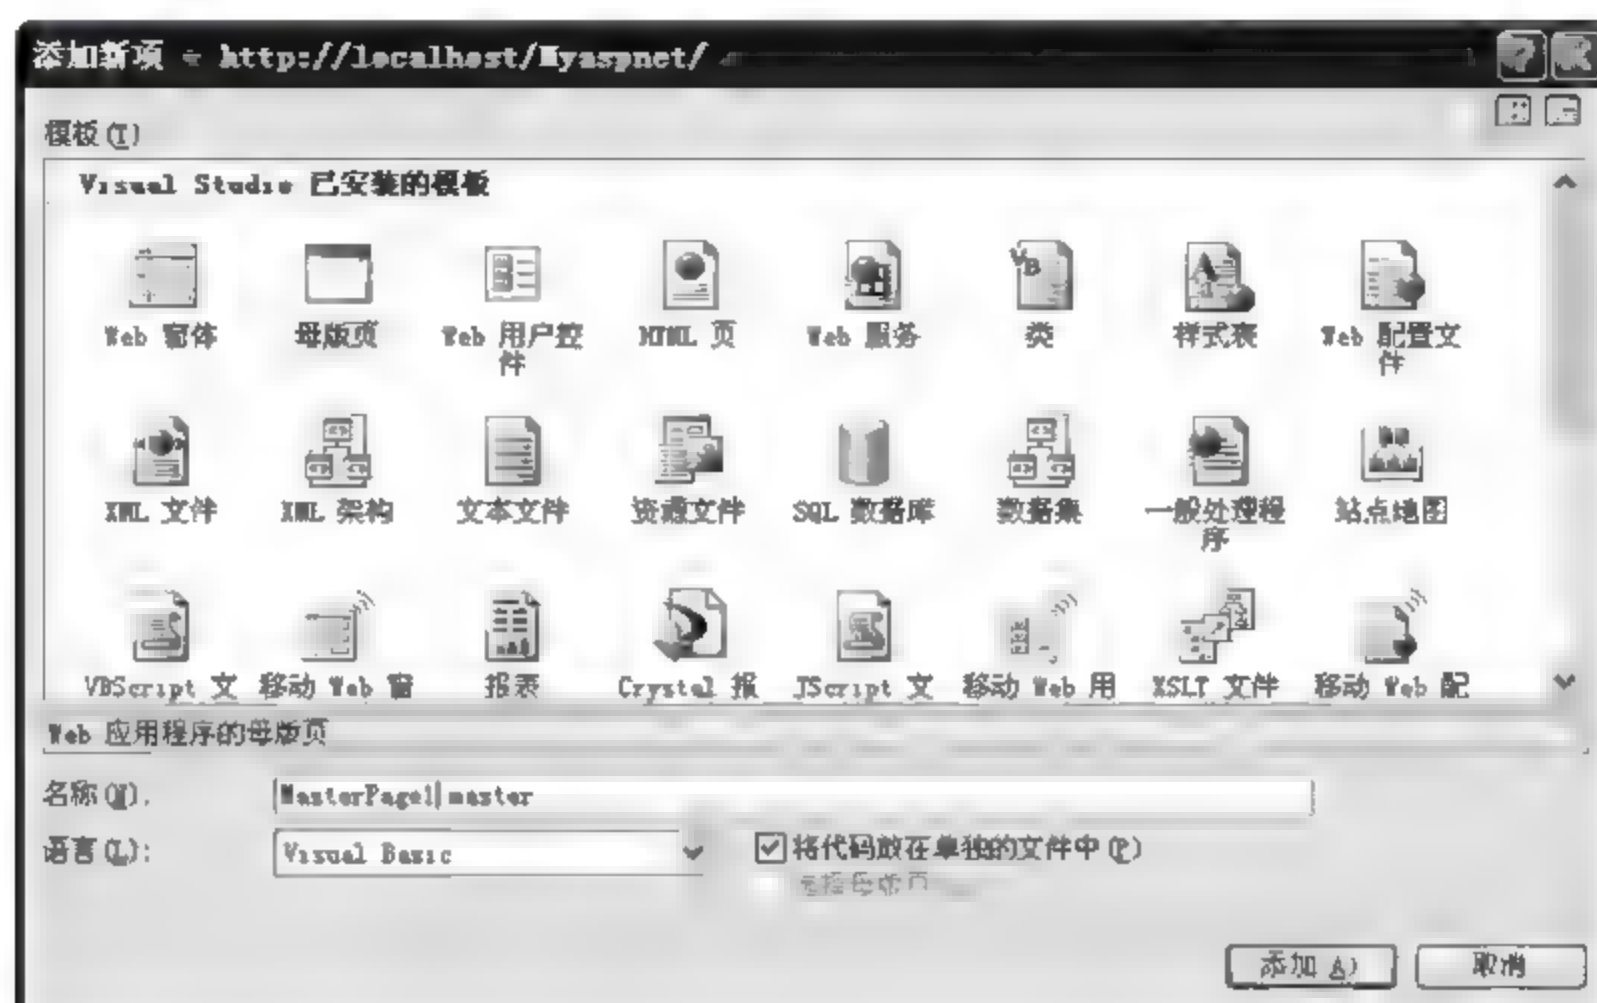 添加新项 - http://localhost/Myaspnet/
模板(T)
Visual Studio 已安装的模板
Web 窗体 母版页 Web 用户控件 HTML 页 Web 服务 类 样式表 Web 配置文件
XML 文件 XML 架构 文本文件 资源文件 SQL 数据库 数据集 一般处理程序 站点地图
VBScript 文 移动 Web 窗 报表 Crystal 报 JScript 文 移动 Web 用 XSLT 文件 移动 Web 配
Web 应用程序的母版页
名称(N):
MasterPage1.master
语言(L):
Visual Basic
将代码放在单独的文件中(P)
选择母版页
添加(A)
取消